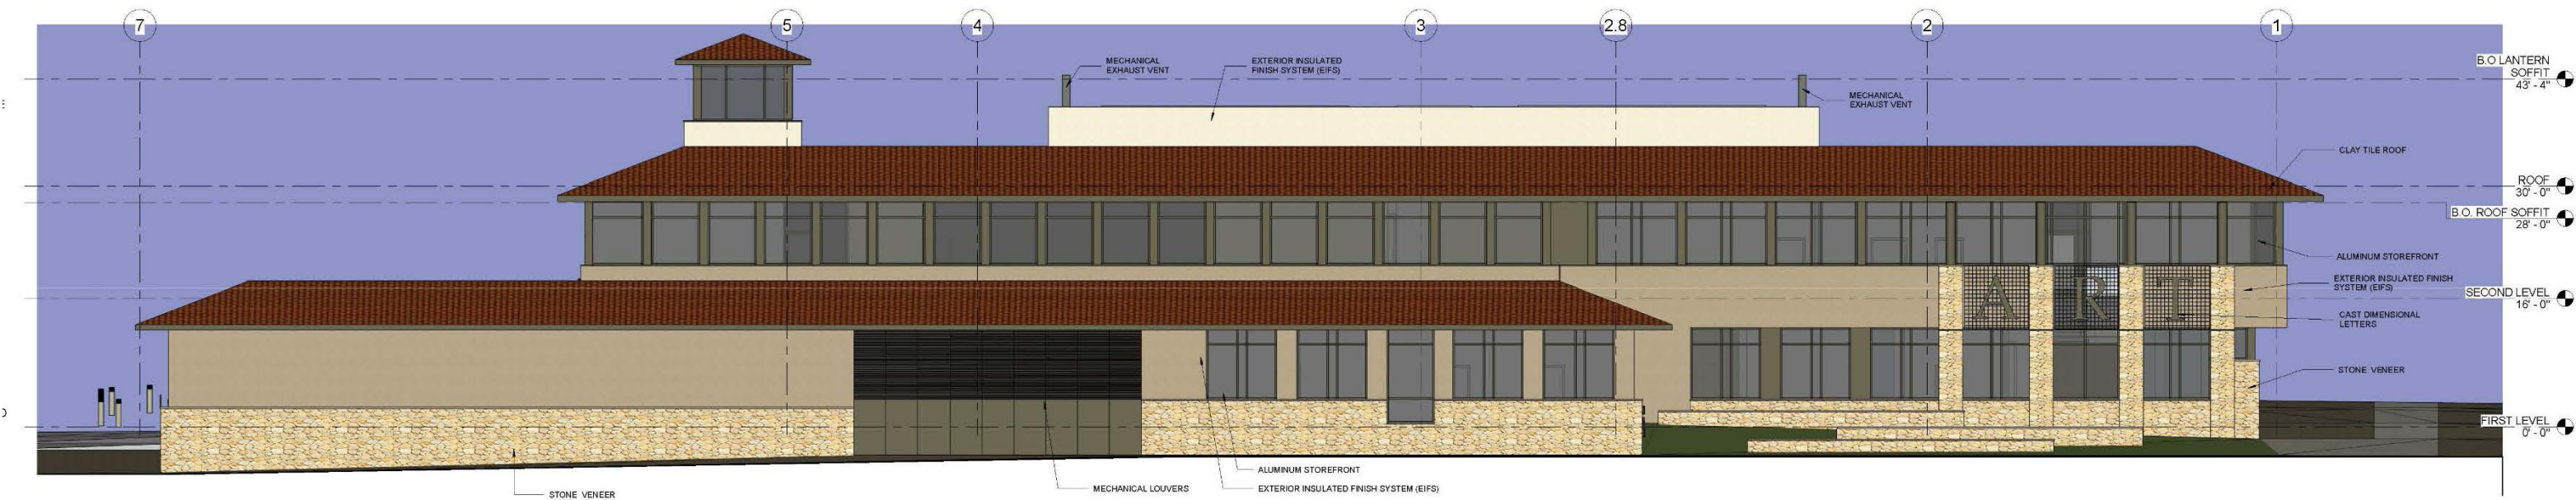 7
5
4
3
2.8
2
1
MECHANICAL
EXHAUST VENT
EXTERIOR INSULATED
FINISH SYSTEM (EIFS)
MECHANICAL
EXHAUST VENT
B.O LANTERN
SOFFIT
43' - 4"
CLAY TILE ROOF
ROOF
30' - 0"
B.O. ROOF SOFFIT
28' - 0"
ALUMINUM STOREFRONT
EXTERIOR INSULATED FINISH
SYSTEM (EIFS)
SECOND LEVEL
16' - 0"
A R T
CAST DIMENSIONAL
LETTERS
STONE VENEER
FIRST LEVEL
0' - 0"
ALUMINUM STOREFRONT
STONE VENEER
MECHANICAL LOUVERS
EXTERIOR INSULATED FINISH SYSTEM (EIFS)